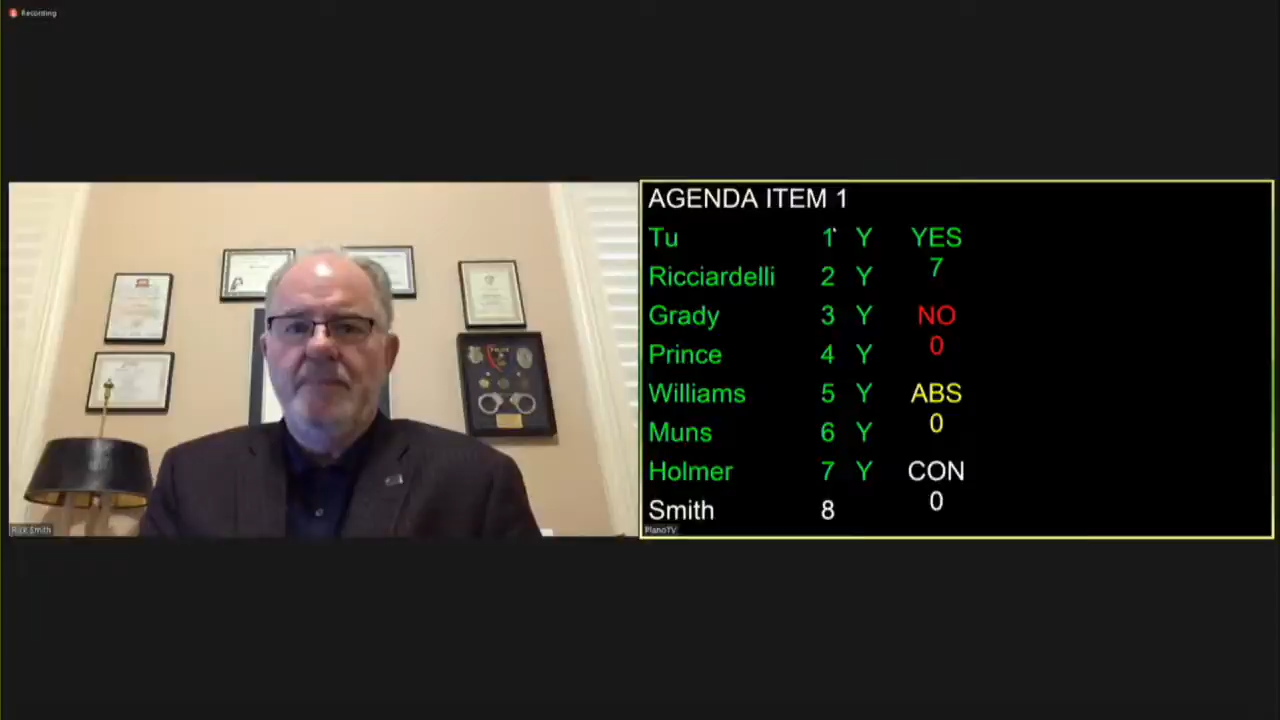 Recording
AGENDA ITEM 1
Tu 1 Y YES
7
Ricciardelli 2 Y
Grady 3 Y NO
0
Prince 4 Y
Williams 5 Y ABS
0
Muns 6 Y
Holmer 7 Y CON
0
Smith 8
Rick Smith
PlanoTV